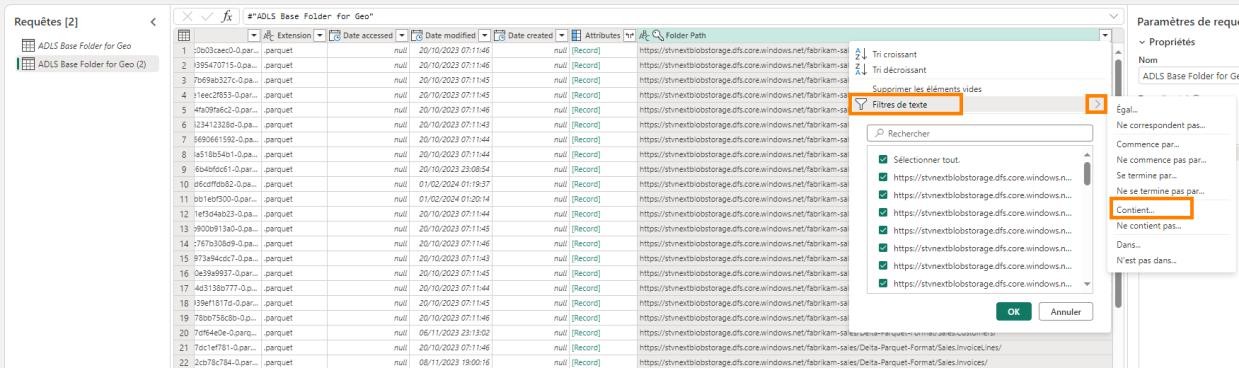 Requêtes [2]
ADLS Base Folder for Geo
ADLS Base Folder for Geo (2)
fx #"ADLS Base Folder for Geo"
Extension Date accessed Date modified Date created Attributes Folder Path
1 :0b03caec0-0.par... .parquet null 20/10/2023 07:11:46 null [Record] https://stvnextblobstorage.dfs.core.windows.net/fabrikam-sal
2 395470715-0.pa... .parquet null 20/10/2023 07:11:46 null [Record] https://stvnextblobstorage.dfs.core.windows.net/fabrikam-sal
3 7b69ab327c-0.pa... .parquet null 20/10/2023 07:11:45 null [Record] https://stvnextblobstorage.dfs.core.windows.net/fabrikam-sal
4 :1eec2f853-0.par... .parquet null 20/10/2023 07:11:45 null [Record] https://stvnextblobstorage.dfs.core.windows.net/fabrikam-sal
5 4fa09fa6c2-0.par... .parquet null 20/10/2023 07:11:46 null [Record] https://stvnextblobstorage.dfs.core.windows.net/fabrikam-sal
6 323412328d-0.par... .parquet null 20/10/2023 07:11:43 null [Record] https://stvnextblobstorage.dfs.core.windows.net/fabrikam-sal
7 5690661592-0.par... .parquet null 20/10/2023 07:11:44 null [Record] https://stvnextblobstorage.dfs.core.windows.net/fabrikam-sal
8 la518b54b1-0.pa... .parquet null 20/10/2023 07:11:44 null [Record] https://stvnextblobstorage.dfs.core.windows.net/fabrikam-sal
9 6b4bfdc61-0.par... .parquet null 20/10/2023 23:08:54 null [Record] https://stvnextblobstorage.dfs.core.windows.net/fabrikam-sal
10 d6cdffdb82-0.pa... .parquet null 01/02/2024 01:19:37 null [Record] https://stvnextblobstorage.dfs.core.windows.net/fabrikam-sal
11 bb1ebf300-0.par... .parquet null 01/02/2024 01:20:14 null [Record] https://stvnextblobstorage.dfs.core.windows.net/fabrikam-sal
12 1ef3d4ab23-0.pa... .parquet null 20/10/2023 07:11:44 null [Record] https://stvnextblobstorage.dfs.core.windows.net/fabrikam-sal
13 )900b913a0-0.pa... .parquet null 20/10/2023 07:11:45 null [Record] https://stvnextblobstorage.dfs.core.windows.net/fabrikam-sal
14 :767b308d9-0.pa... .parquet null 20/10/2023 07:11:46 null [Record] https://stvnextblobstorage.dfs.core.windows.net/fabrikam-sal
15 973a94cdc7-0.pa... .parquet null 20/10/2023 07:11:43 null [Record] https://stvnextblobstorage.dfs.core.windows.net/fabrikam-sal
16 0e39a9937-0.par... .parquet null 20/10/2023 07:11:45 null [Record] https://stvnextblobstorage.dfs.core.windows.net/fabrikam-sal
17 4d3138b777-0.par... .parquet null 20/10/2023 07:11:44 null [Record] https://stvnextblobstorage.dfs.core.windows.net/fabrikam-sal
18 )39ef1817d-0.par... .parquet null 20/10/2023 07:11:45 null [Record] https://stvnextblobstorage.dfs.core.windows.net/fabrikam-sal
19 78bb758c8b-0.p... .parquet null 20/10/2023 07:11:46 null [Record] https://stvnextblobstorage.dfs.core.windows.net/fabrikam-sal
20 7df64e0e-0.parq... .parquet null 06/11/2023 23:13:02 null [Record] https://stvnextblobstorage.dfs.core.windows.net/fabrikam-sales/Delta-Parquet-Format/Sales.Customers/
21 7dc1ef781-0.par... .parquet null 20/10/2023 07:11:46 null [Record] https://stvnextblobstorage.dfs.core.windows.net/fabrikam-sales/Delta-Parquet-Format/Sales.InvoiceLines/
22 2cb78c784-0.par... .parquet null 08/11/2023 19:00:16 null [Record] https://stvnextblobstorage.dfs.core.windows.net/fabrikam-sales/Delta-Parquet-Format/Sales.Invoices/
Tri croissant
Tri décroissant
Supprimer les éléments vides
Filtres de texte
Rechercher
Sélectionner tout.
https://stvnextblobstorage.dfs.core.windows.n...
https://stvnextblobstorage.dfs.core.windows.n...
https://stvnextblobstorage.dfs.core.windows.n...
https://stvnextblobstorage.dfs.core.windows.n...
https://stvnextblobstorage.dfs.core.windows.n...
https://stvnextblobstorage.dfs.core.windows.n...
https://stvnextblobstorage.dfs.core.windows.n...
OK Annuler
Égal...
Ne correspondent pas...
Commence par...
Ne commence pas par...
Se termine par...
Ne se termine pas par...
Contient...
Ne contient pas...
Dans...
N'est pas dans...
Paramètres de requê
Propriétés
Nom
ADLS Base Folder for Ge